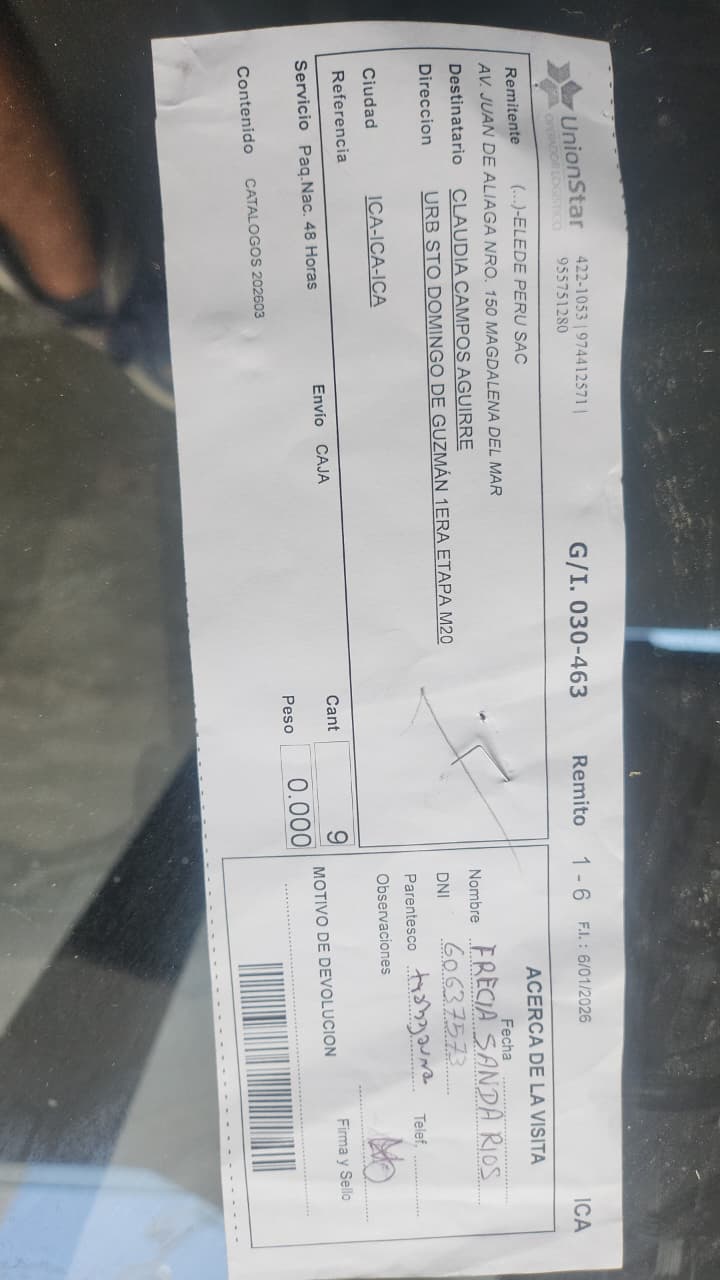 UnionStar
OPERADOR LOGISTICO
422-1053 | 974412571 |
955751280
G/I. 030-463
Remito 1 - 6 F.I.: 6/01/2026
ICA
Remitente (...)-ELEDE PERU SAC
AV. JUAN DE ALIAGA NRO. 150 MAGDALENA DEL MAR
Destinatario CLAUDIA CAMPOS AGUIRRE
Direccion URB STO DOMINGO DE GUZMÁN 1ERA ETAPA M20
Ciudad ICA-ICA-ICA
Referencia
Servicio Paq.Nac. 48 Horas Envío CAJA
Cant 9
Peso 0.000
Contenido CATALOGOS 202603
ACERCA DE LA VISITA
Fecha
Nombre FRECIA SANDA RIOS
DNI 60637573
Parentesco Telef.
Observaciones
Firma y Sello
MOTIVO DE DEVOLUCION